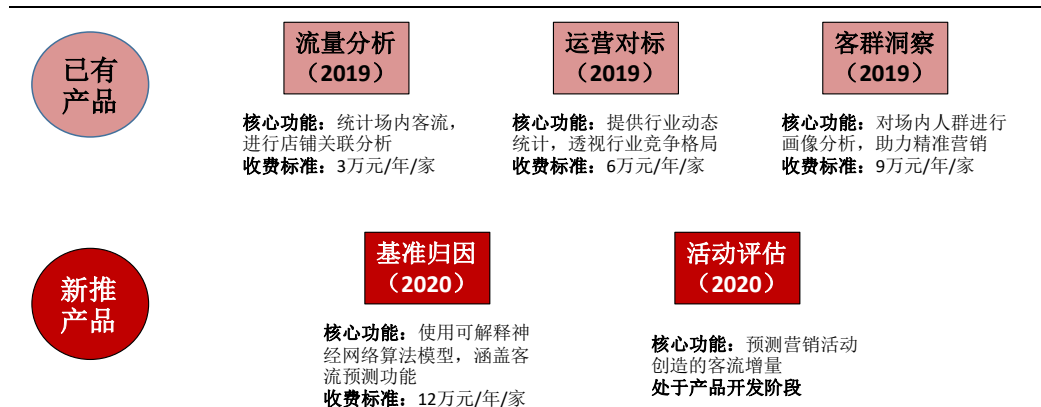 已有
产品
流量分析
（2019）
核心功能：统计场内客流，
进行店铺关联分析
收费标准：3万元/年/家
运营对标
（2019）
核心功能：提供行业动态
统计，透视行业竞争格局
收费标准：6万元/年/家
客群洞察
（2019）
核心功能：对场内人群进行
画像分析，助力精准营销
收费标准：9万元/年/家
新推
产品
基准归因
（2020）
核心功能：使用可解释神
经网络算法模型，涵盖客
流预测功能
收费标准：12万元/年/家
活动评估
（2020）
核心功能：预测营销活动
创造的客流增量
处于产品开发阶段